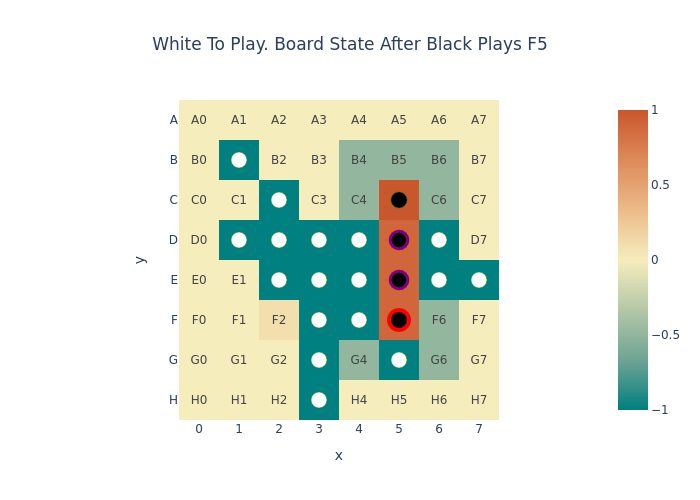 White To Play. Board State After Black Plays F5
A A0 A1 A2 A3 A4 A5 A6 A7
B B0 B2 B3 B4 B5 B6 B7
C C0 C1 C3 C4 C6 C7
D D0 D7
E E0 E1
F F0 F1 F2 F6 F7
G G0 G1 G2 G4 G6 G7
H H0 H1 H2 H4 H5 H6 H7
0 1 2 3 4 5 6 7
x
y
1
0.5
0
−0.5
−1